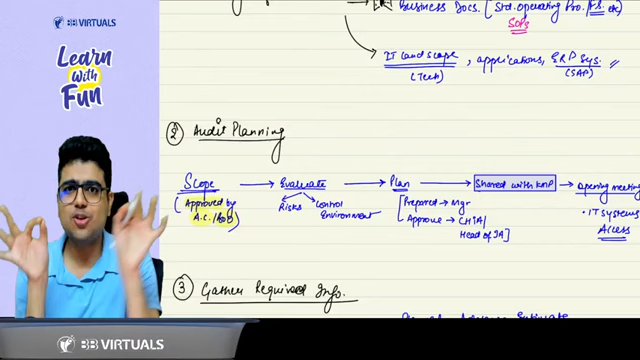 BB VIRTUALS
Learn
With
Fun
Business Docs. [Std. Operating Pro. / F.S. etc]
SOPs
IT landscape, applications, ERP Sys.
(Tech) (SAP)
② Audit Planning
Scope → Evaluate → Plan → Shared with KMP → Opening meeting
(Approved by A.C./BOD)
Risks Control Environment
[Prepared → Mgr
Approve → CHIA/
Head of IA]
• IT Systems
Access
③ Gather Required Info.
BB VIRTUALS